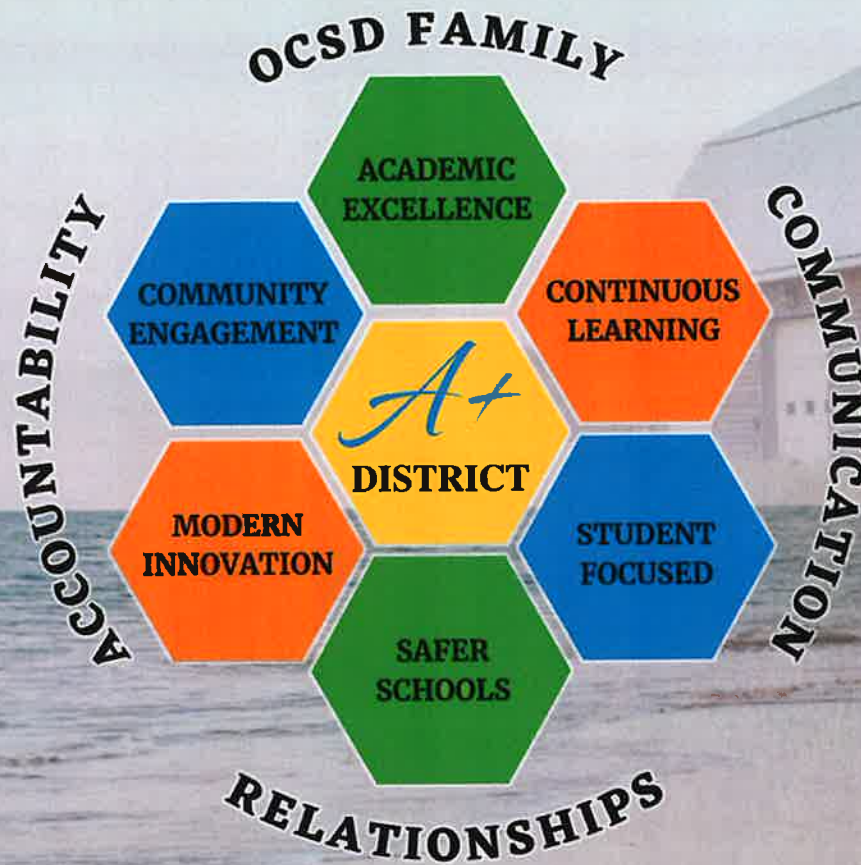 OCSD FAMILY
ACADEMIC
EXCELLENCE
COMMUNITY
ENGAGEMENT
CONTINUOUS
LEARNING
A+
DISTRICT
MODERN
INNOVATION
STUDENT
FOCUSED
SAFER
SCHOOLS
ACCOUNTABILITY
COMMUNICATION
RELATIONSHIPS